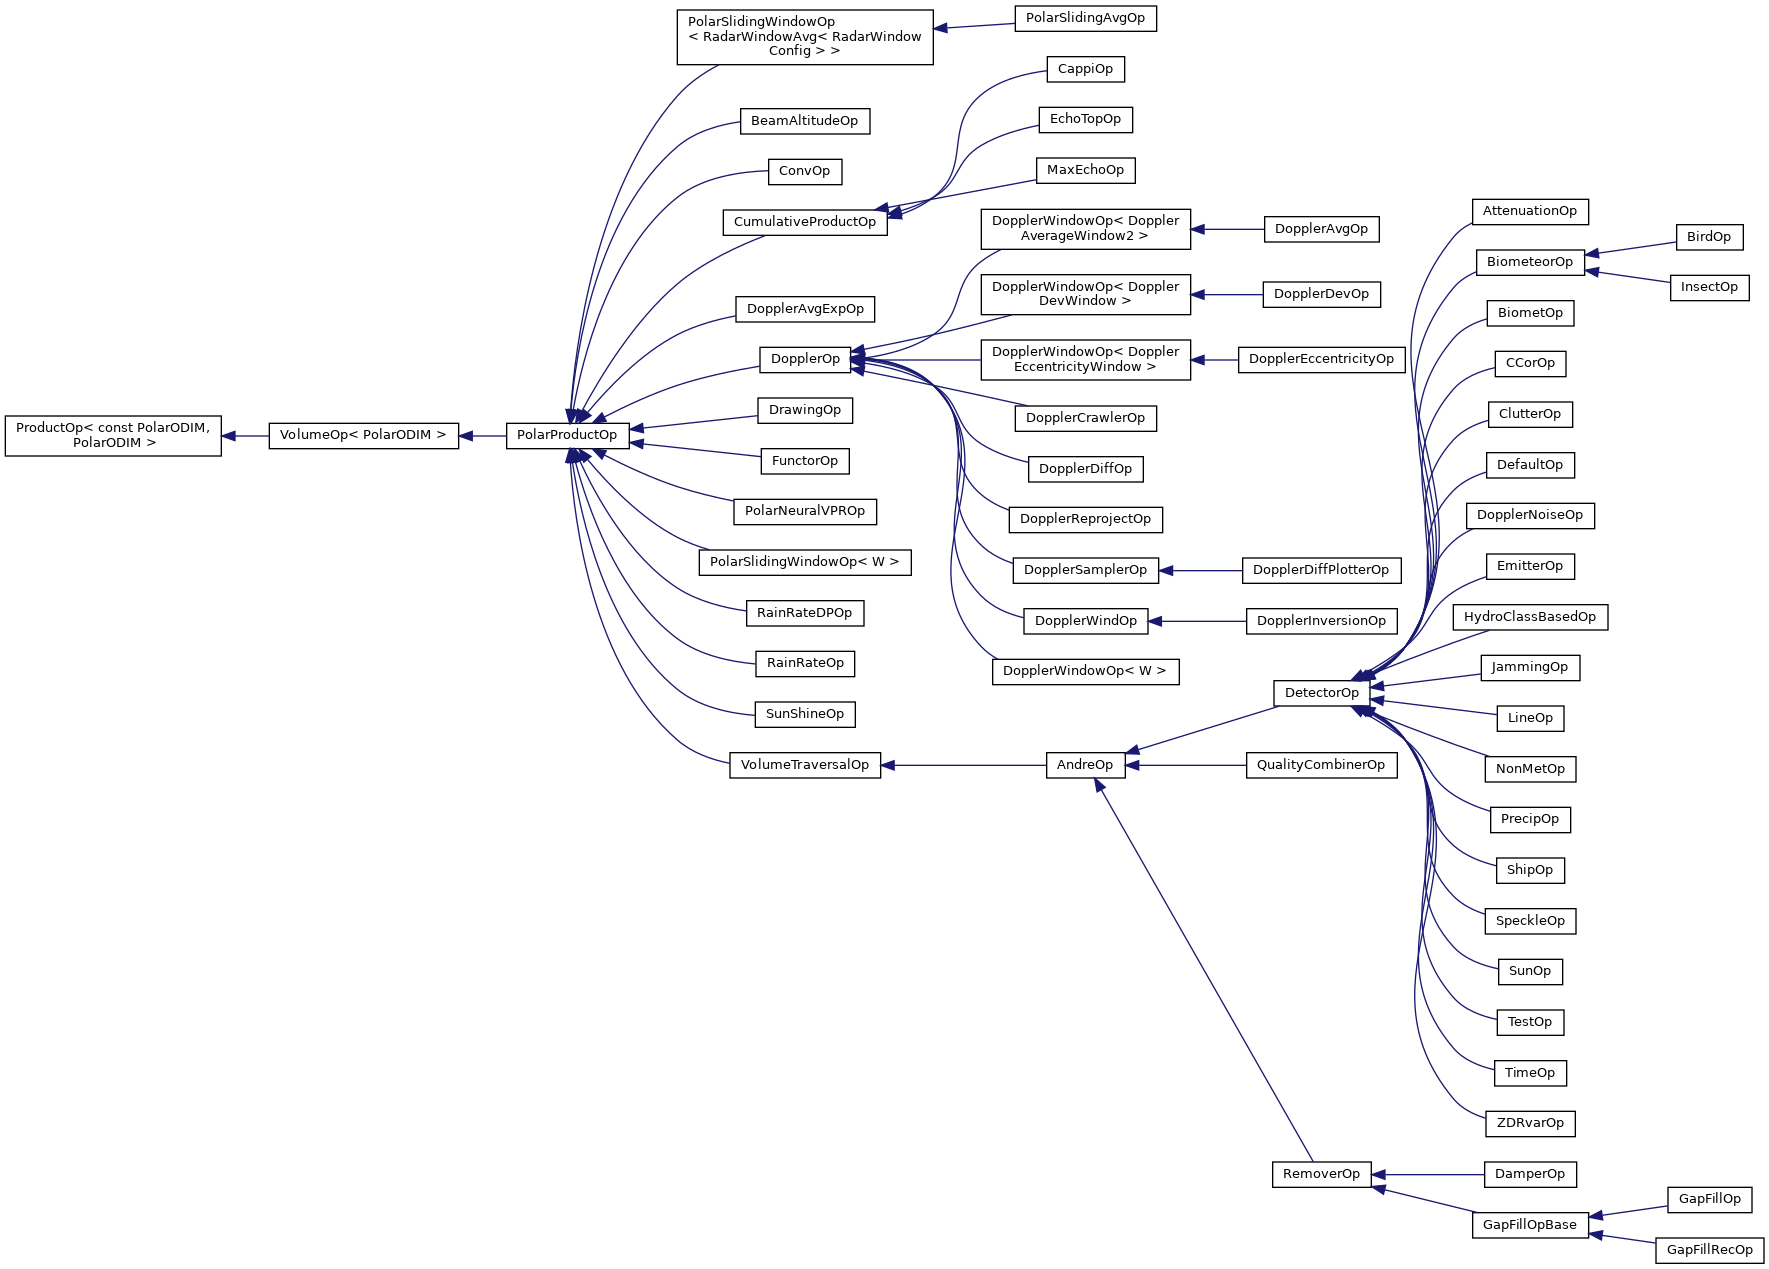 PolarSlidingWindowOp
< RadarWindowAvg< RadarWindow
Config > >
PolarSlidingAvgOp
CappiOp
BeamAltitudeOp
EchoTopOp
ConvOp
MaxEchoOp
CumulativeProductOp
DopplerWindowOp< Doppler
AverageWindow2 >
DopplerAvgOp
AttenuationOp
BiometeorOp
BirdOp
InsectOp
DopplerAvgExpOp
DopplerWindowOp< Doppler
DevWindow >
DopplerDevOp
BiometOp
DopplerOp
DopplerWindowOp< Doppler
EccentricityWindow >
DopplerEccentricityOp
CCorOp
DrawingOp
DopplerCrawlerOp
ClutterOp
ProductOp< const PolarODIM,
PolarODIM >
VolumeOp< PolarODIM >
PolarProductOp
FunctorOp
DopplerDiffOp
DefaultOp
PolarNeuralVPROp
DopplerReprojectOp
DopplerNoiseOp
PolarSlidingWindowOp< W >
DopplerSamplerOp
DopplerDiffPlotterOp
EmitterOp
RainRateDPOp
DopplerWindOp
DopplerInversionOp
HydroClassBasedOp
RainRateOp
DopplerWindowOp< W >
JammingOp
DetectorOp
SunShineOp
LineOp
VolumeTraversalOp
AndreOp
QualityCombinerOp
NonMetOp
PrecipOp
ShipOp
SpeckleOp
SunOp
TestOp
TimeOp
ZDRvarOp
RemoverOp
DamperOp
GapFillOpBase
GapFillOp
GapFillRecOp